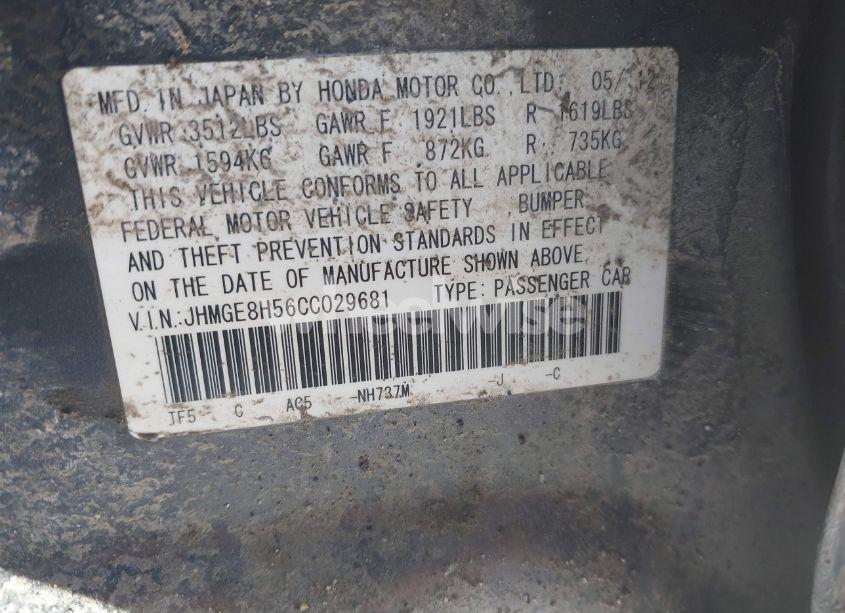 MFD. IN JAPAN BY HONDA MOTOR CO., LTD. 05/12
GVWR 3512LBS GAWR F 1921LBS R 1619LBS
GVWR 1594KG GAWR F 872KG R 735KG
THIS VEHICLE CONFORMS TO ALL APPLICABLE
FEDERAL MOTOR VEHICLE SAFETY, BUMPER,
AND THEFT PREVENTION STANDARDS IN EFFECT
ON THE DATE OF MANUFACTURE SHOWN ABOVE.
V.I.N.:JHMGE8H56CC029681 TYPE: PASSENGER CAR
WheelWise
TF5 C AC5 -NH737M -J -C